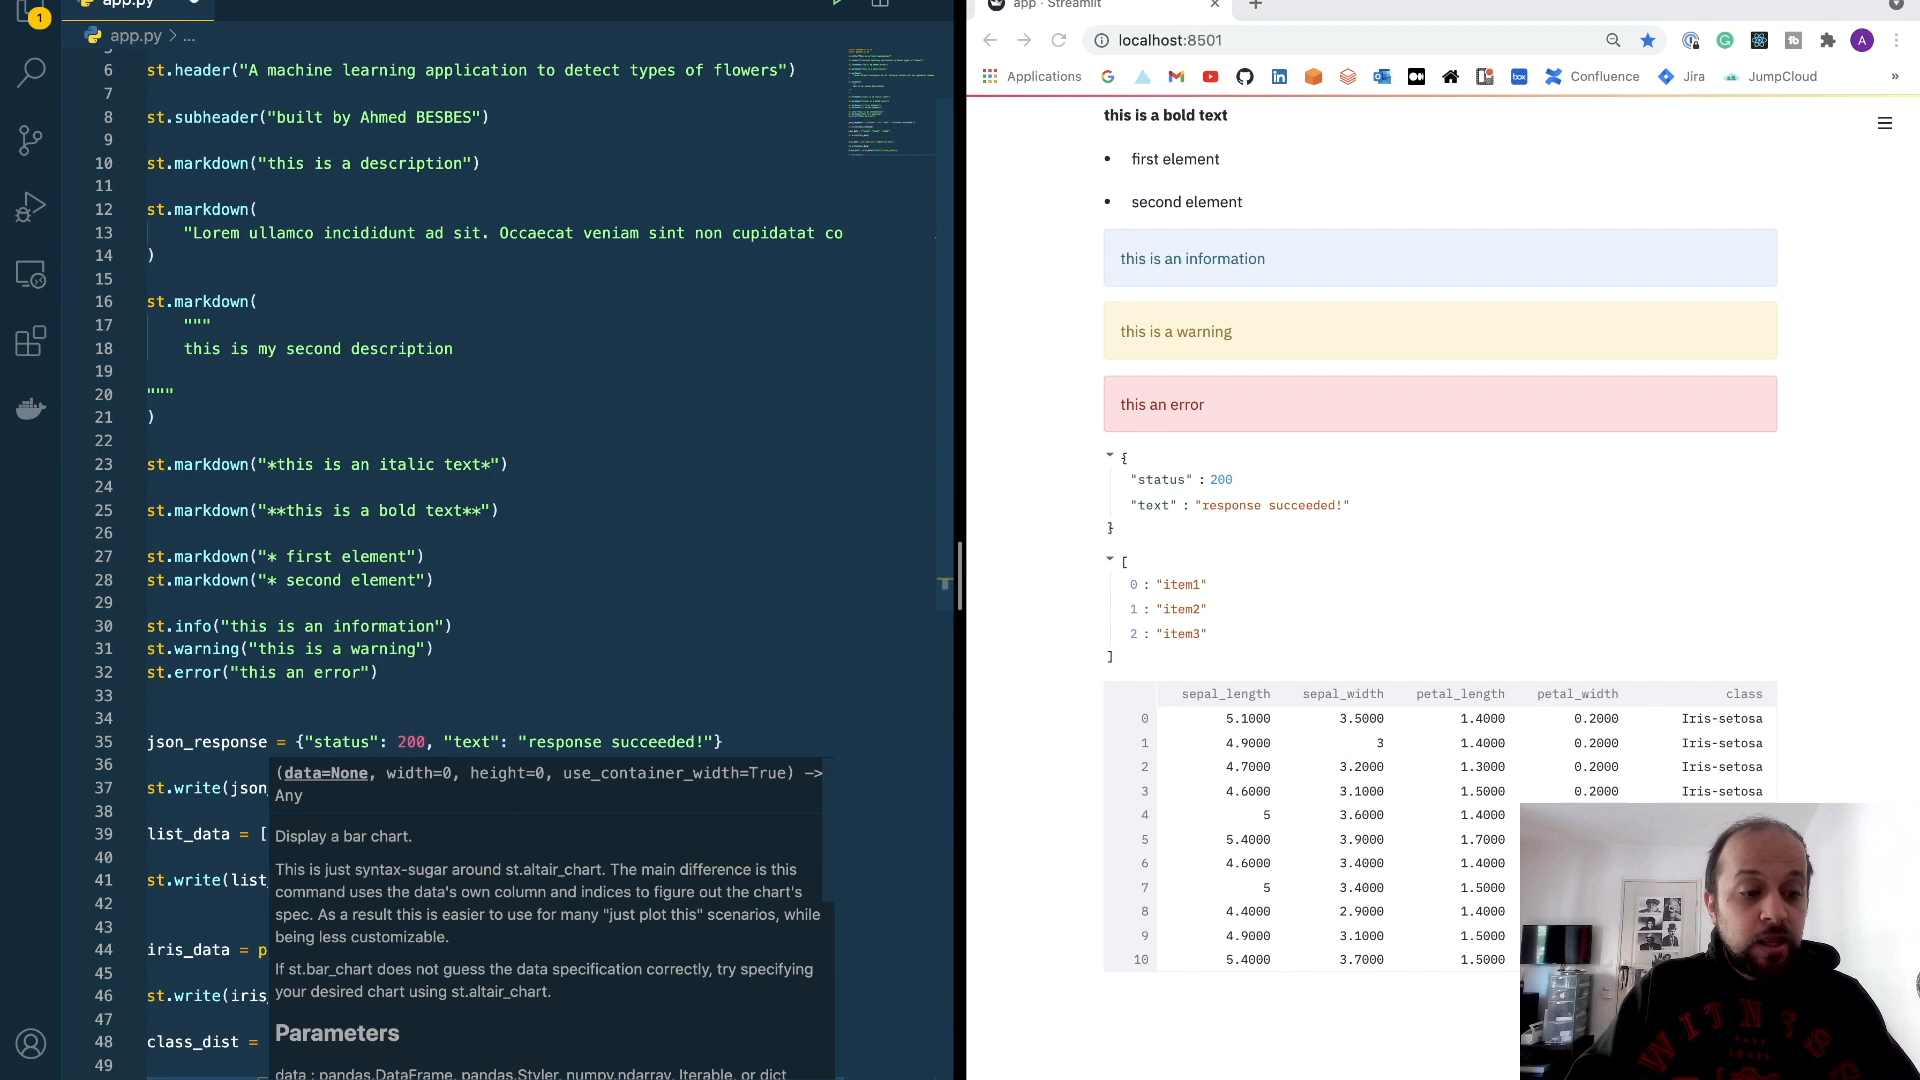 1
app.py
app.py > ...
5
6 st.header("A machine learning application to detect types of flowers")
7
8 st.subheader("built by Ahmed BESBES")
9
10 st.markdown("this is a description")
11
12 st.markdown(
13 "Lorem ullamco incididunt ad sit. Occaecat veniam sint non cupidatat co
14 )
15
16 st.markdown(
17 """
18 this is my second description
19
20 """
21 )
22
23 st.markdown("*this is an italic text*")
24
25 st.markdown("**this is a bold text**")
26
27 st.markdown("* first element")
28 st.markdown("* second element")
29
30 st.info("this is an information")
31 st.warning("this is a warning")
32 st.error("this an error")
33
34
35 json_response = {"status": 200, "text": "response succeeded!"}
36
37 st.write(json_
38
39 list_data = [
40
41 st.write(list_
42
43
44 iris_data = p
45
46 st.write(iris_
47
48 class_dist =
49
(data=None, width=0, height=0, use_container_width=True) ->
Any
Display a bar chart.
This is just syntax-sugar around st.altair_chart. The main difference is this
command uses the data's own column and indices to figure out the chart's
spec. As a result this is easier to use for many "just plot this" scenarios, while
being less customizable.
If st.bar_chart does not guess the data specification correctly, try specifying
your desired chart using st.altair_chart.
Parameters
data : pandas.DataFrame, pandas.Styler, numpy.ndarray, Iterable, or dict
app · Streamlit
localhost:8501
A
Applications
box
Confluence
Jira
JumpCloud
»
this is a bold text
• first element
• second element
this is an information
this is a warning
this an error
{
"status" : 200
"text" : "response succeeded!"
}
[
0 : "item1"
1 : "item2"
2 : "item3"
]
sepal_length sepal_width petal_length petal_width class
0 5.1000 3.5000 1.4000 0.2000 Iris-setosa
1 4.9000 3 1.4000 0.2000 Iris-setosa
2 4.7000 3.2000 1.3000 0.2000 Iris-setosa
3 4.6000 3.1000 1.5000 0.2000 Iris-setosa
4 5 3.6000 1.4000
5 5.4000 3.9000 1.7000
6 4.6000 3.4000 1.4000
7 5 3.4000 1.5000
8 4.4000 2.9000 1.4000
9 4.9000 3.1000 1.5000
10 5.4000 3.7000 1.5000